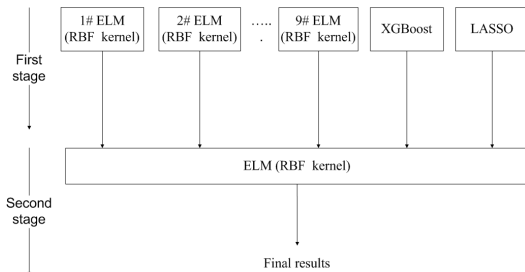 1# ELM
(RBF kernel)
2# ELM
(RBF kernel)
.....
.
9# ELM
(RBF kernel)
XGBoost
LASSO
First
stage
ELM (RBF kernel)
Second
stage
Final results